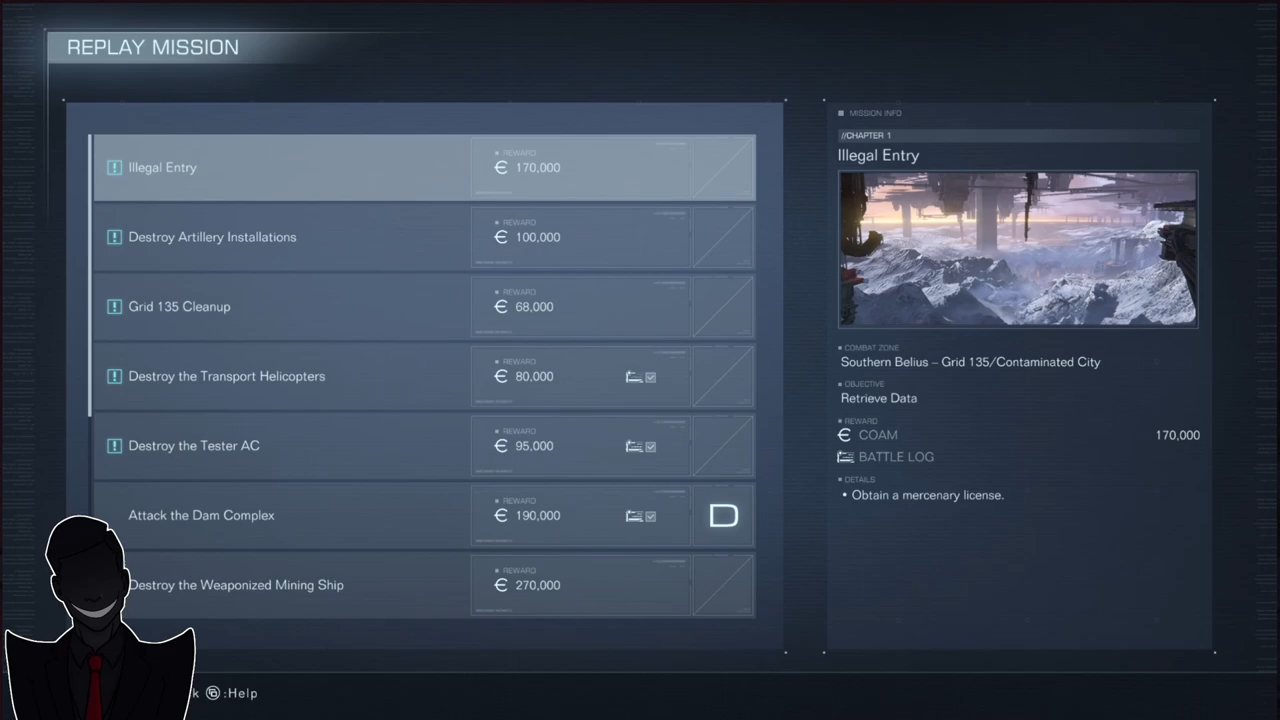 REPLAY MISSION
Illegal Entry
REWARD
€ 170,000
Destroy Artillery Installations
REWARD
€ 100,000
Grid 135 Cleanup
REWARD
€ 68,000
Destroy the Transport Helicopters
REWARD
€ 80,000
Destroy the Tester AC
REWARD
€ 95,000
Attack the Dam Complex
REWARD
€ 190,000
D
Destroy the Weaponized Mining Ship
REWARD
€ 270,000
MISSION INFO
//CHAPTER 1
Illegal Entry
COMBAT ZONE
Southern Belius – Grid 135/Contaminated City
OBJECTIVE
Retrieve Data
REWARD
€ COAM 170,000
BATTLE LOG
DETAILS
• Obtain a mercenary license.
:Help